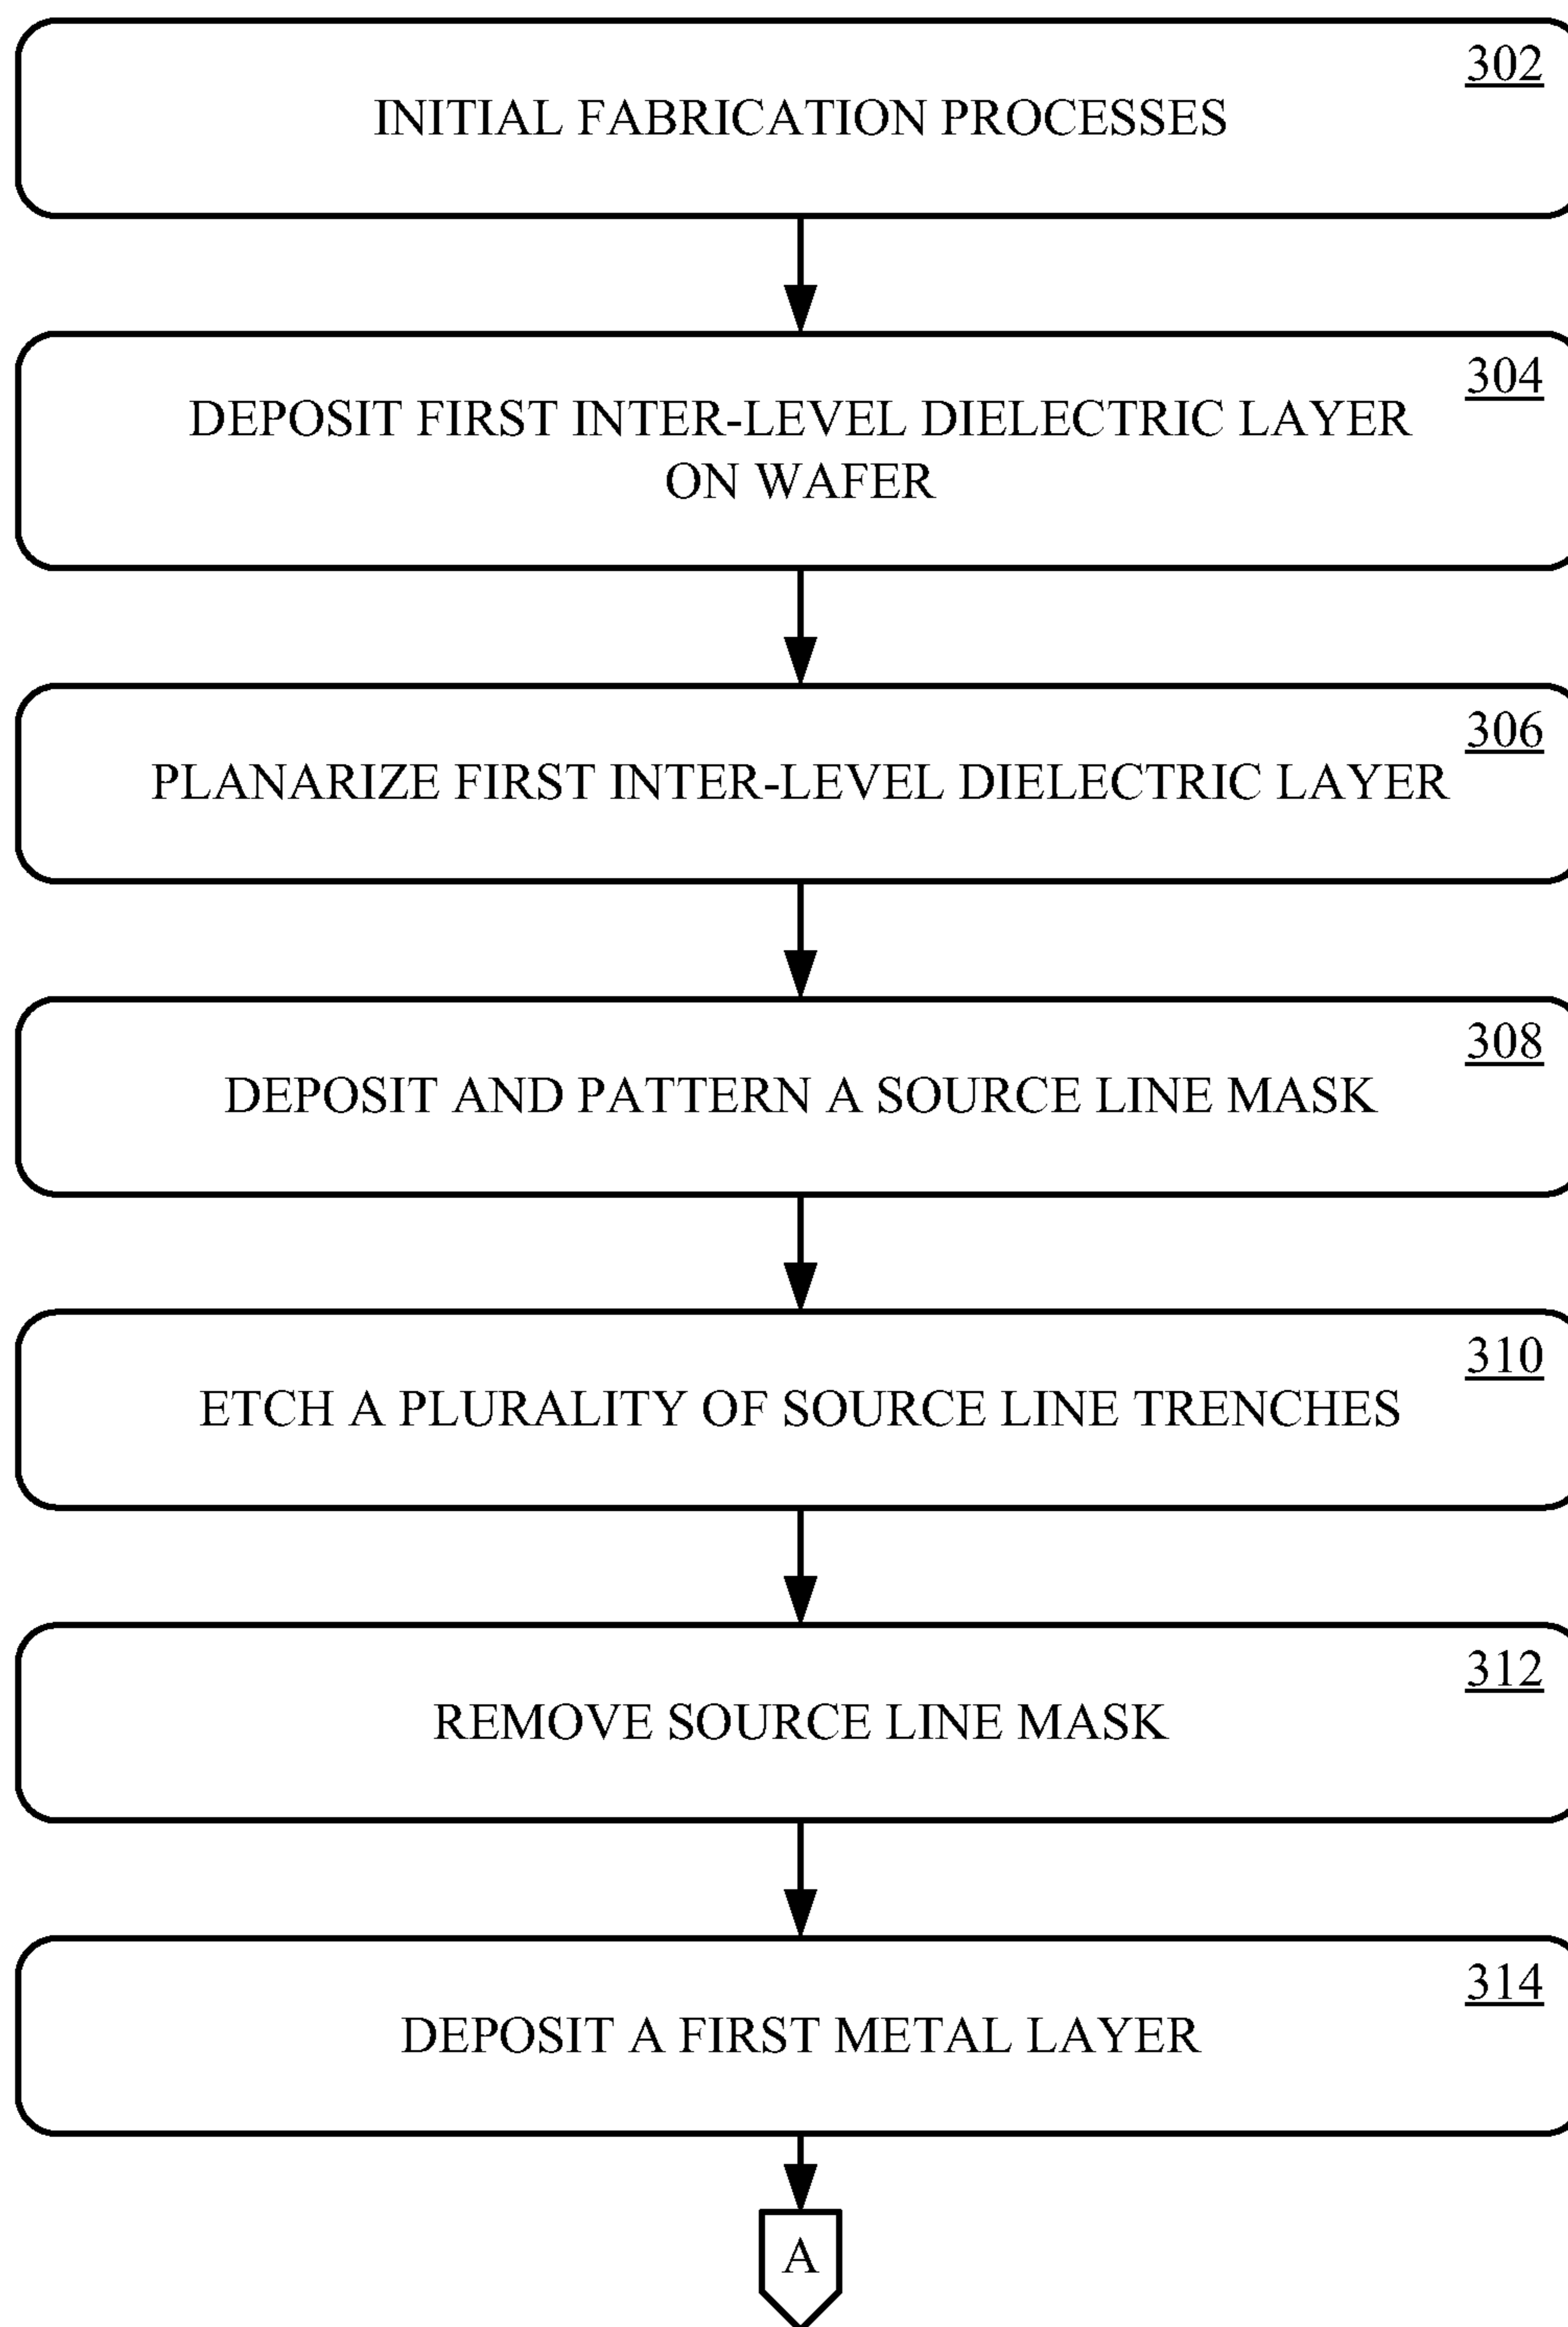 302
INITIAL FABRICATION PROCESSES
304
DEPOSIT FIRST INTER-LEVEL DIELECTRIC LAYER
ON WAFER
306
PLANARIZE FIRST INTER-LEVEL DIELECTRIC LAYER
308
DEPOSIT AND PATTERN A SOURCE LINE MASK
310
ETCH A PLURALITY OF SOURCE LINE TRENCHES
312
REMOVE SOURCE LINE MASK
314
DEPOSIT A FIRST METAL LAYER
A